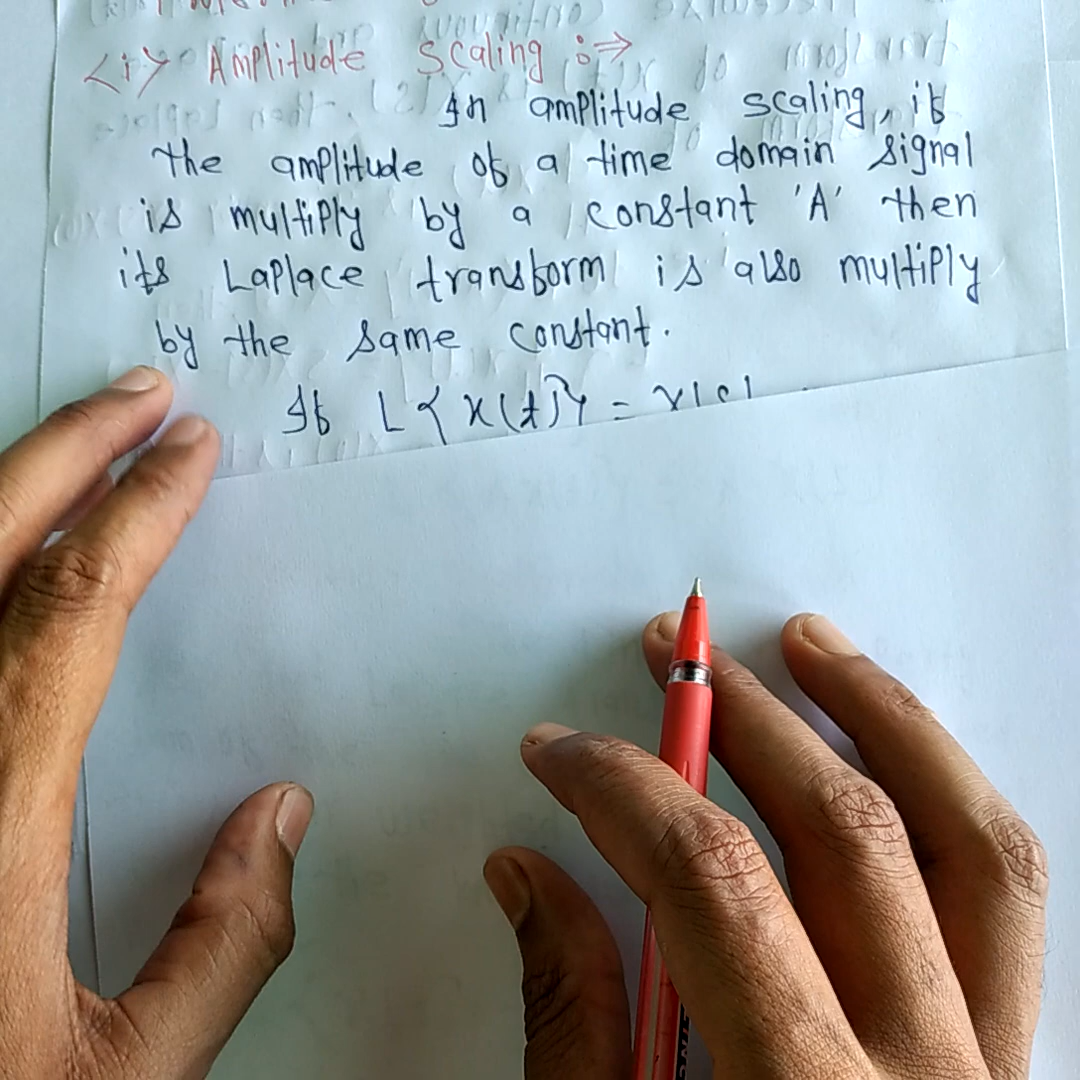 <i> Amplitude Scaling :⇒
In amplitude scaling, if
the amplitude of a time domain signal
is multiply by a constant 'A' then
its Laplace transform is also multiply
by the same constant.
If L{x(t)} =